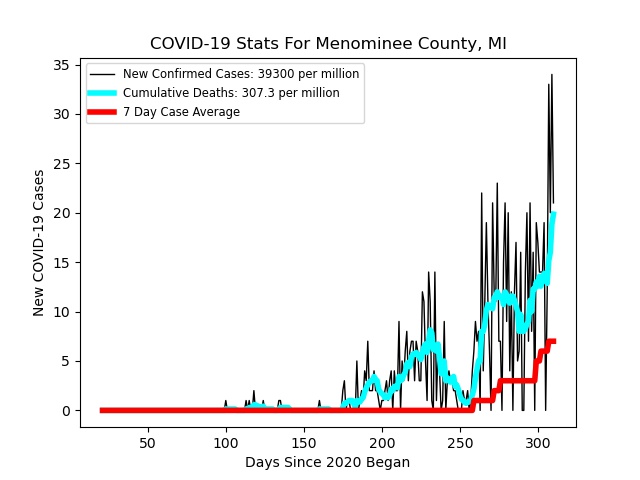 COVID-19 Stats For Menominee County, MI
New Confirmed Cases: 39300 per million
Cumulative Deaths: 307.3 per million
7 Day Case Average
New COVID-19 Cases
35
30
25
20
15
10
5
0
50 100 150 200 250 300
Days Since 2020 Began